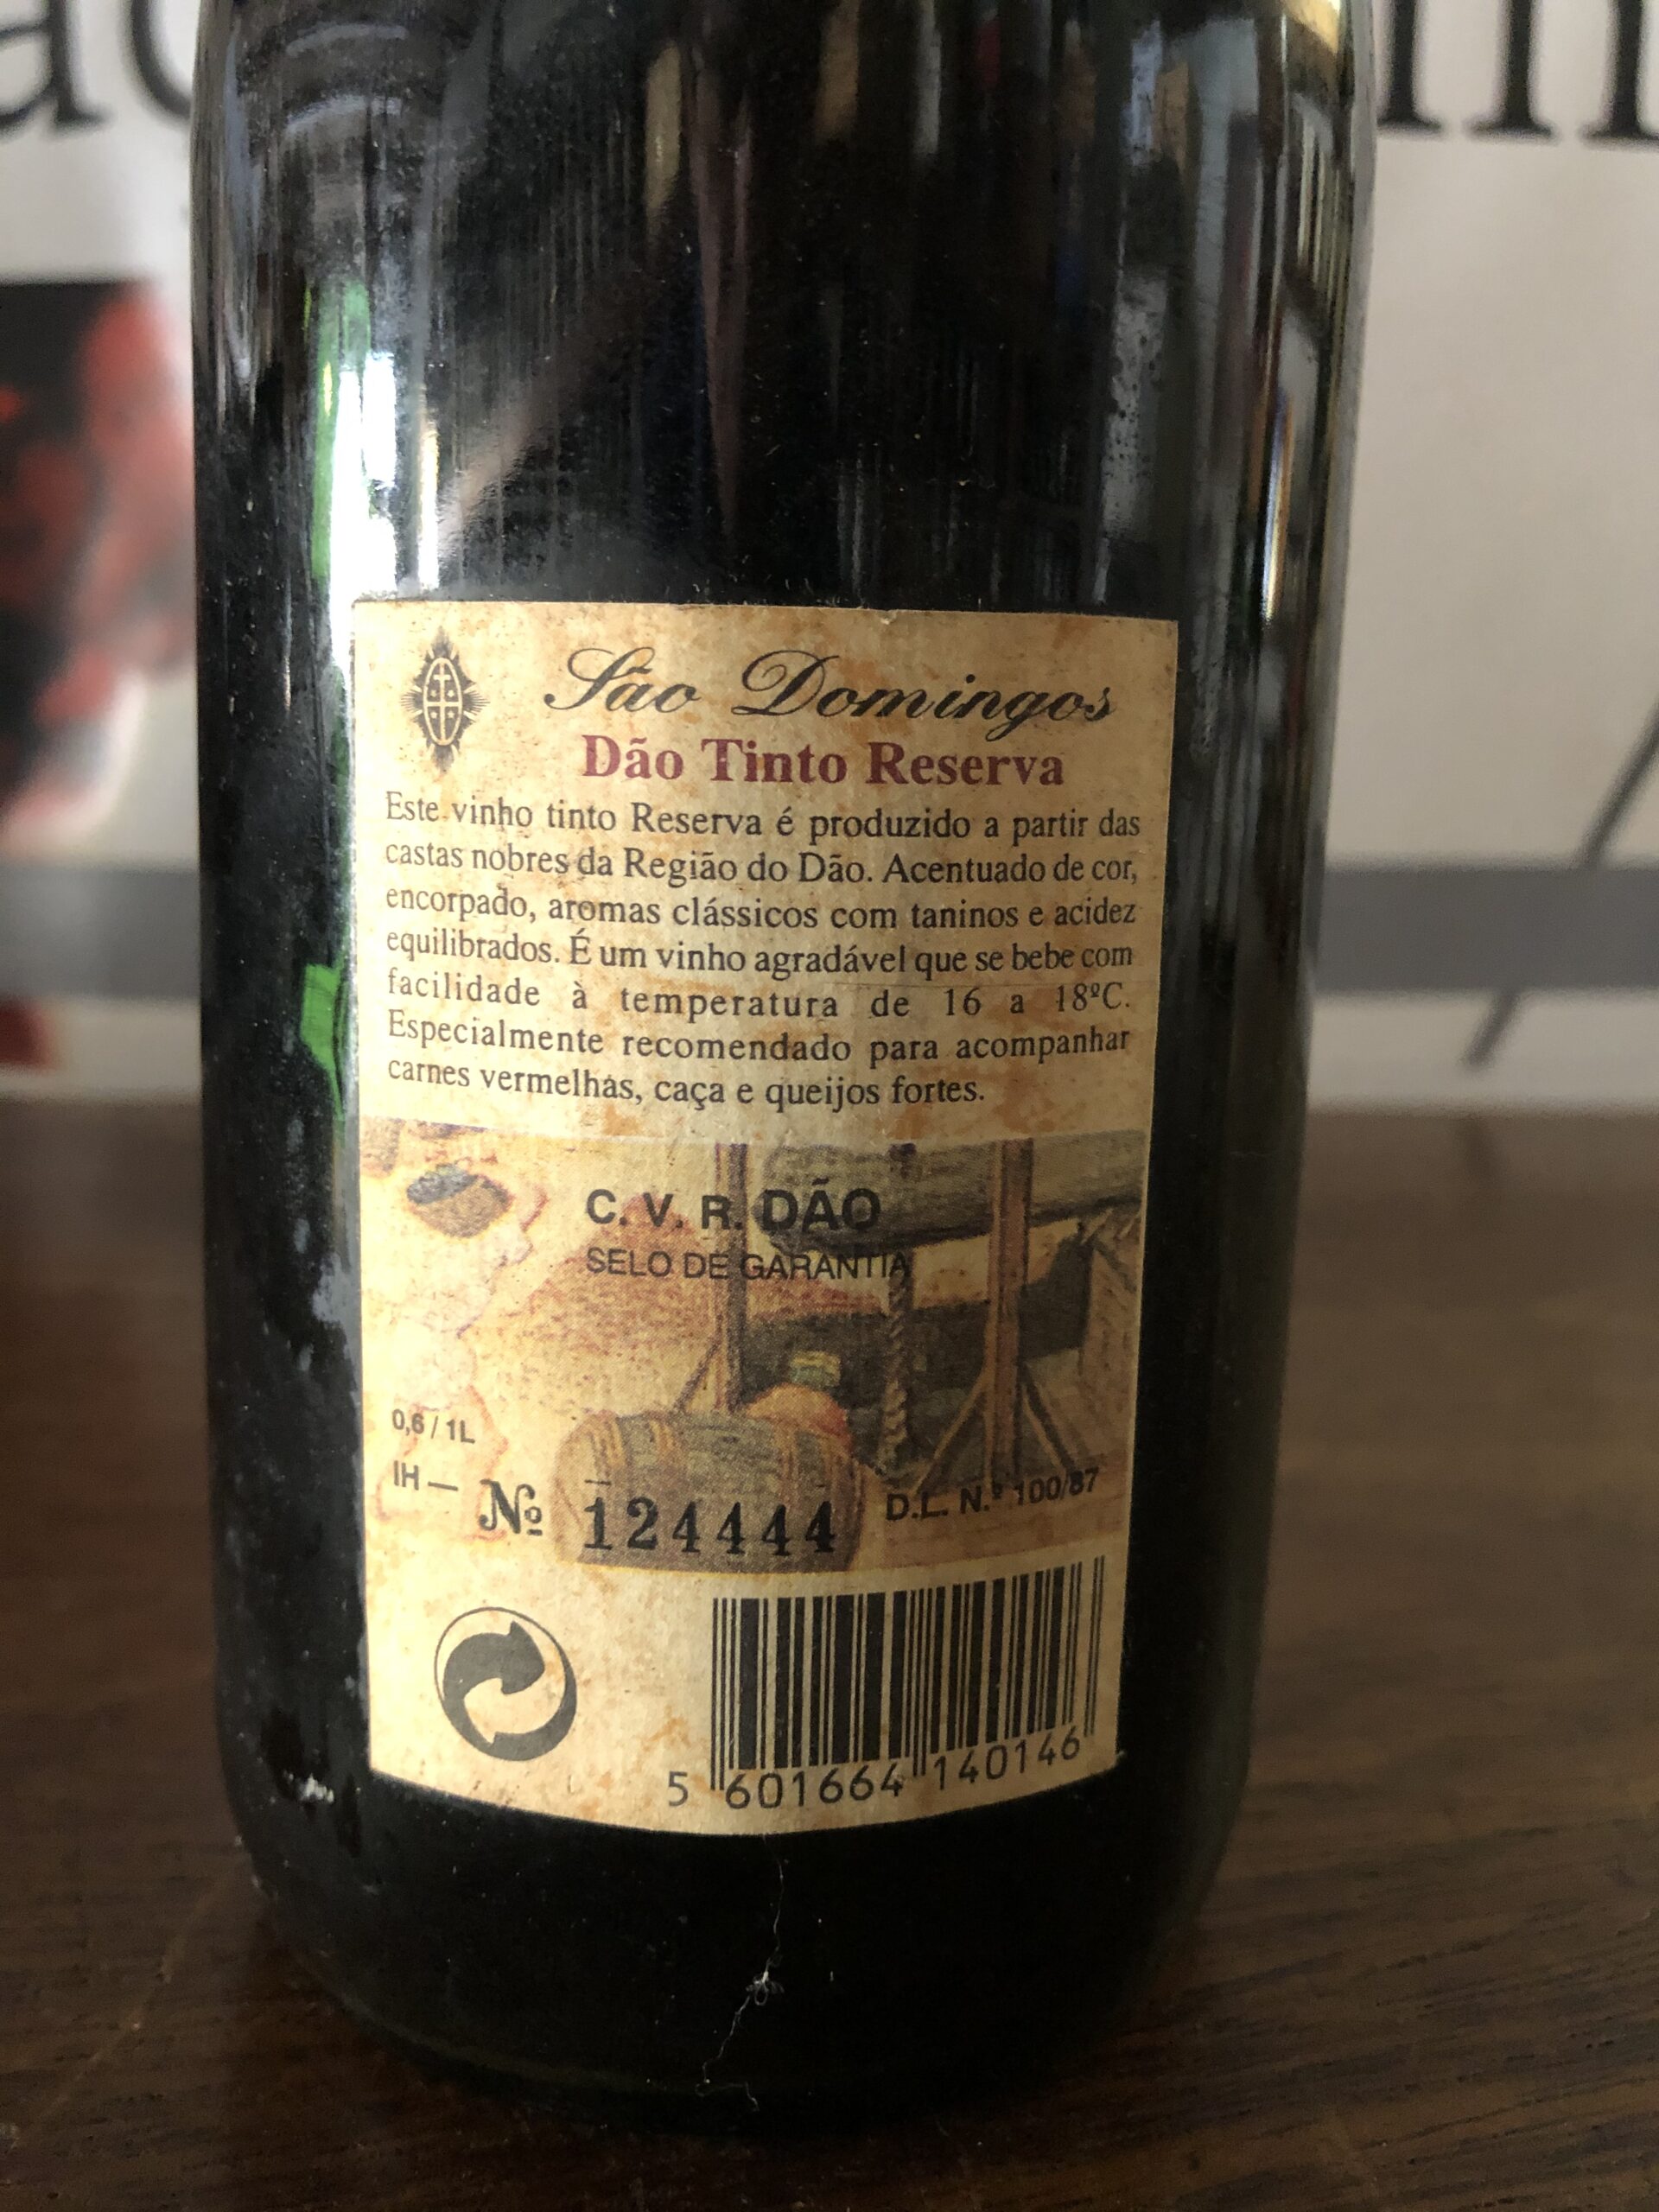 São Domingos
Dão Tinto Reserva
Este vinho tinto Reserva é produzido a partir das
castas nobres da Região do Dão. Acentuado de cor,
encorpado, aromas clássicos com taninos e acidez
equilibrados. É um vinho agradável que se bebe com
facilidade à temperatura de 16 a 18ºC.
Especialmente recomendado para acompanhar
carnes vermelhas, caça e queijos fortes.
C. V. R. DÃO
SELO DE GARANTIA
0,6 / 1L
IH — Nº 124444 D.L. N.º 100/87
5 601664 140146